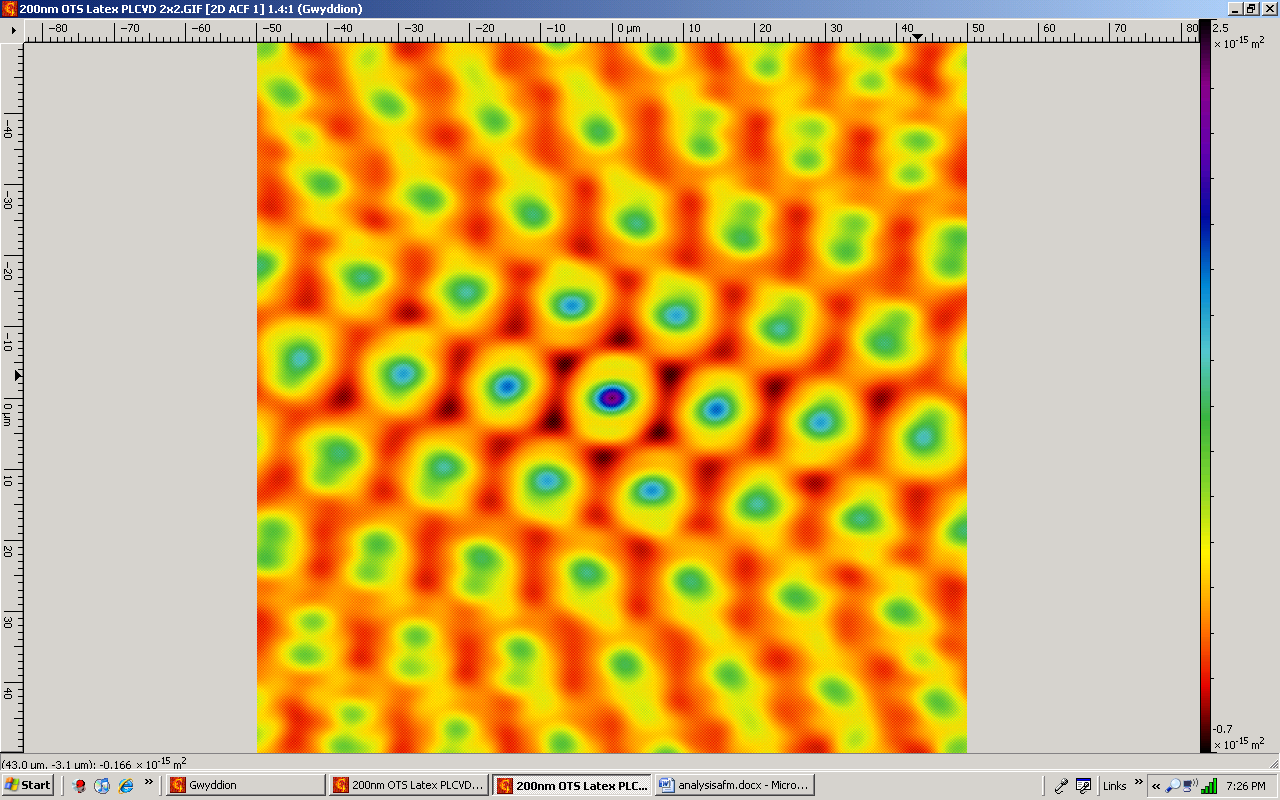 200nm OTS Latex PLCVD 2x2.GIF [2D ACF 1] 1.4:1 (Gwyddion)
-80 -70 -60 -50 -40 -30 -20 -10 0 µm 10 20 30 40 50 60 70 80
2.5
× 10⁻¹⁵ m²
-40
-30
-20
-10
0 µm
10
20
30
40
-0.7
× 10⁻¹⁵ m²
(43.0 um, -3.1 µm): -0.166 × 10⁻¹⁵ m²
Start » Gwyddion 200nm OTS Latex PLCVD... 200nm OTS Latex PLC... analysisafm.docx - Micro... Links » « 7:26 PM